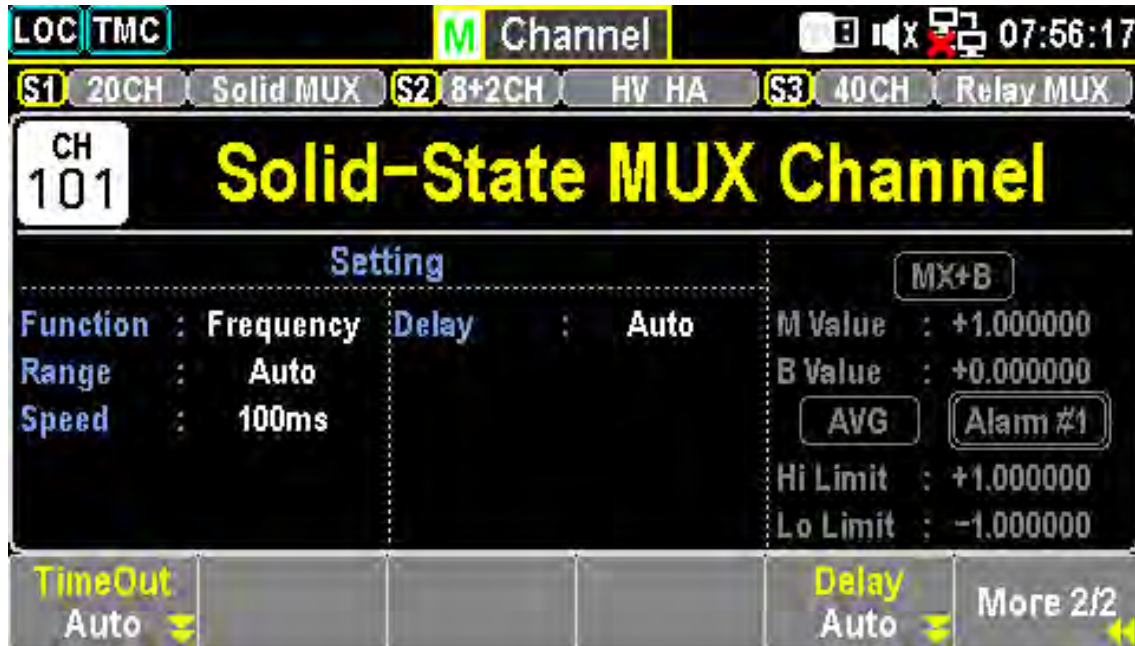 LOC TMC M Channel 07:56:17
S1 20CH Solid MUX S2 8+2CH HV HA S3 40CH Relay MUX
CH
101
Solid-State MUX Channel
Setting
MX+B
Function : Frequency Delay : Auto M Value : +1.000000
Range : Auto B Value : +0.000000
Speed : 100ms AVG Alarm #1
Hi Limit : +1.000000
Lo Limit : -1.000000
TimeOut Delay More 2/2
Auto Auto